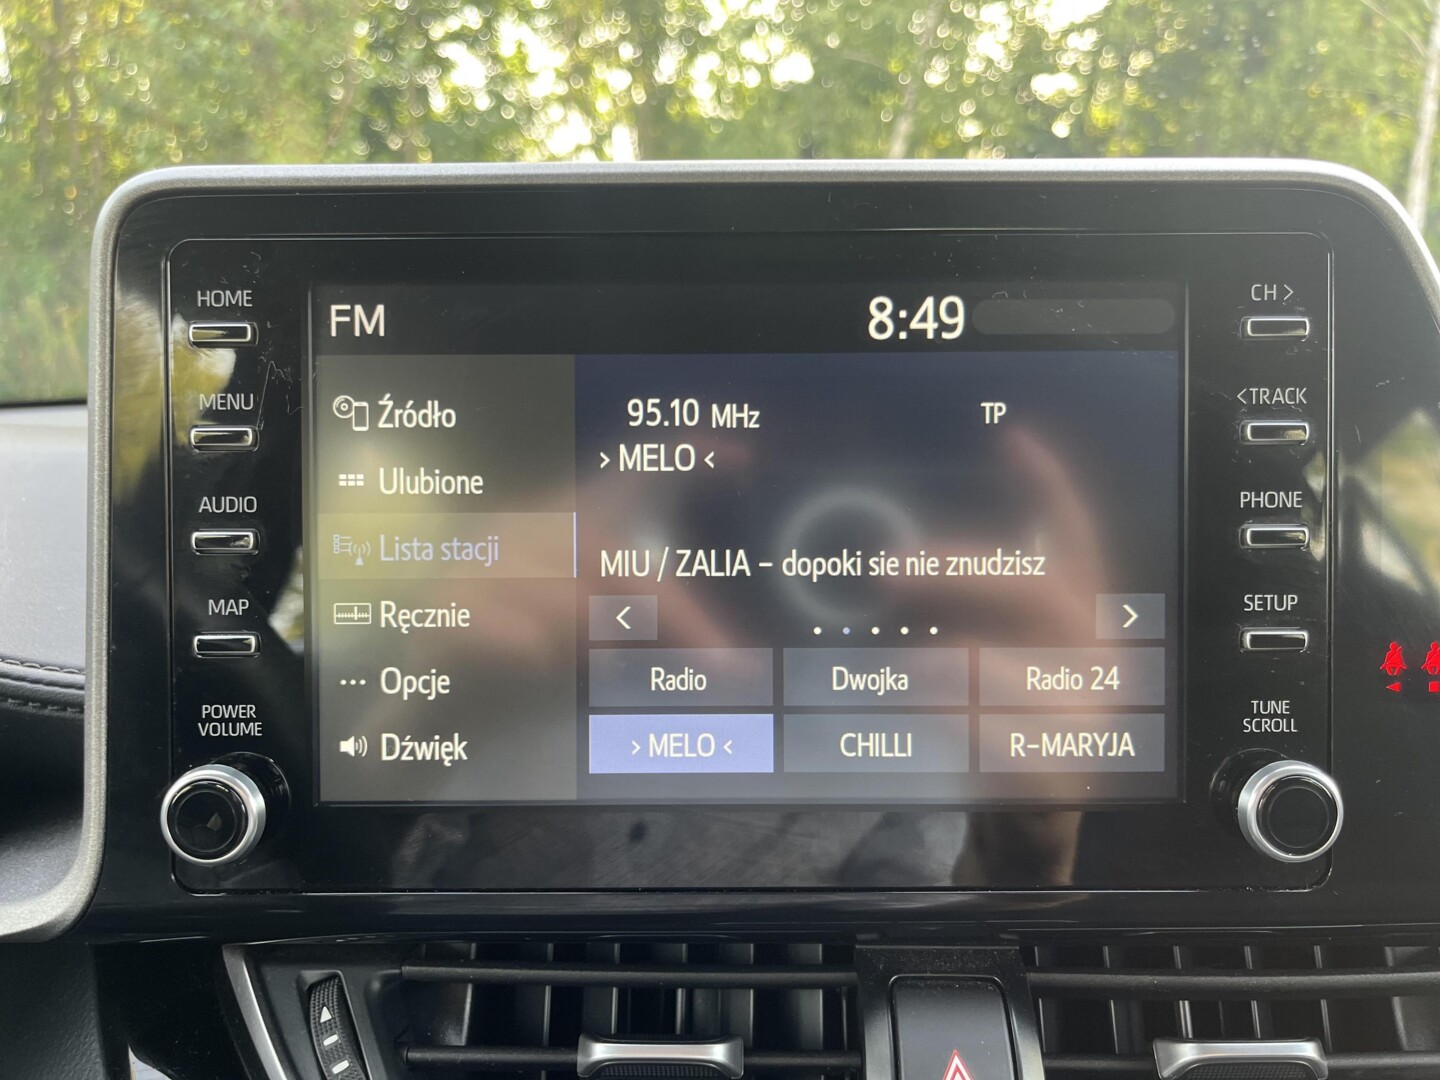 HOME
MENU
AUDIO
MAP
POWER
VOLUME
FM
8:49
Źródło
Ulubione
Lista stacji
Ręcznie
Opcje
Dźwięk
95.10 MHz
TP
> MELO <
MIU / ZALIA - dopoki sie nie znudzisz
<
>
Radio
Dwojka
Radio 24
> MELO <
CHILLI
R-MARYJA
CH >
<TRACK
PHONE
SETUP
TUNE
SCROLL